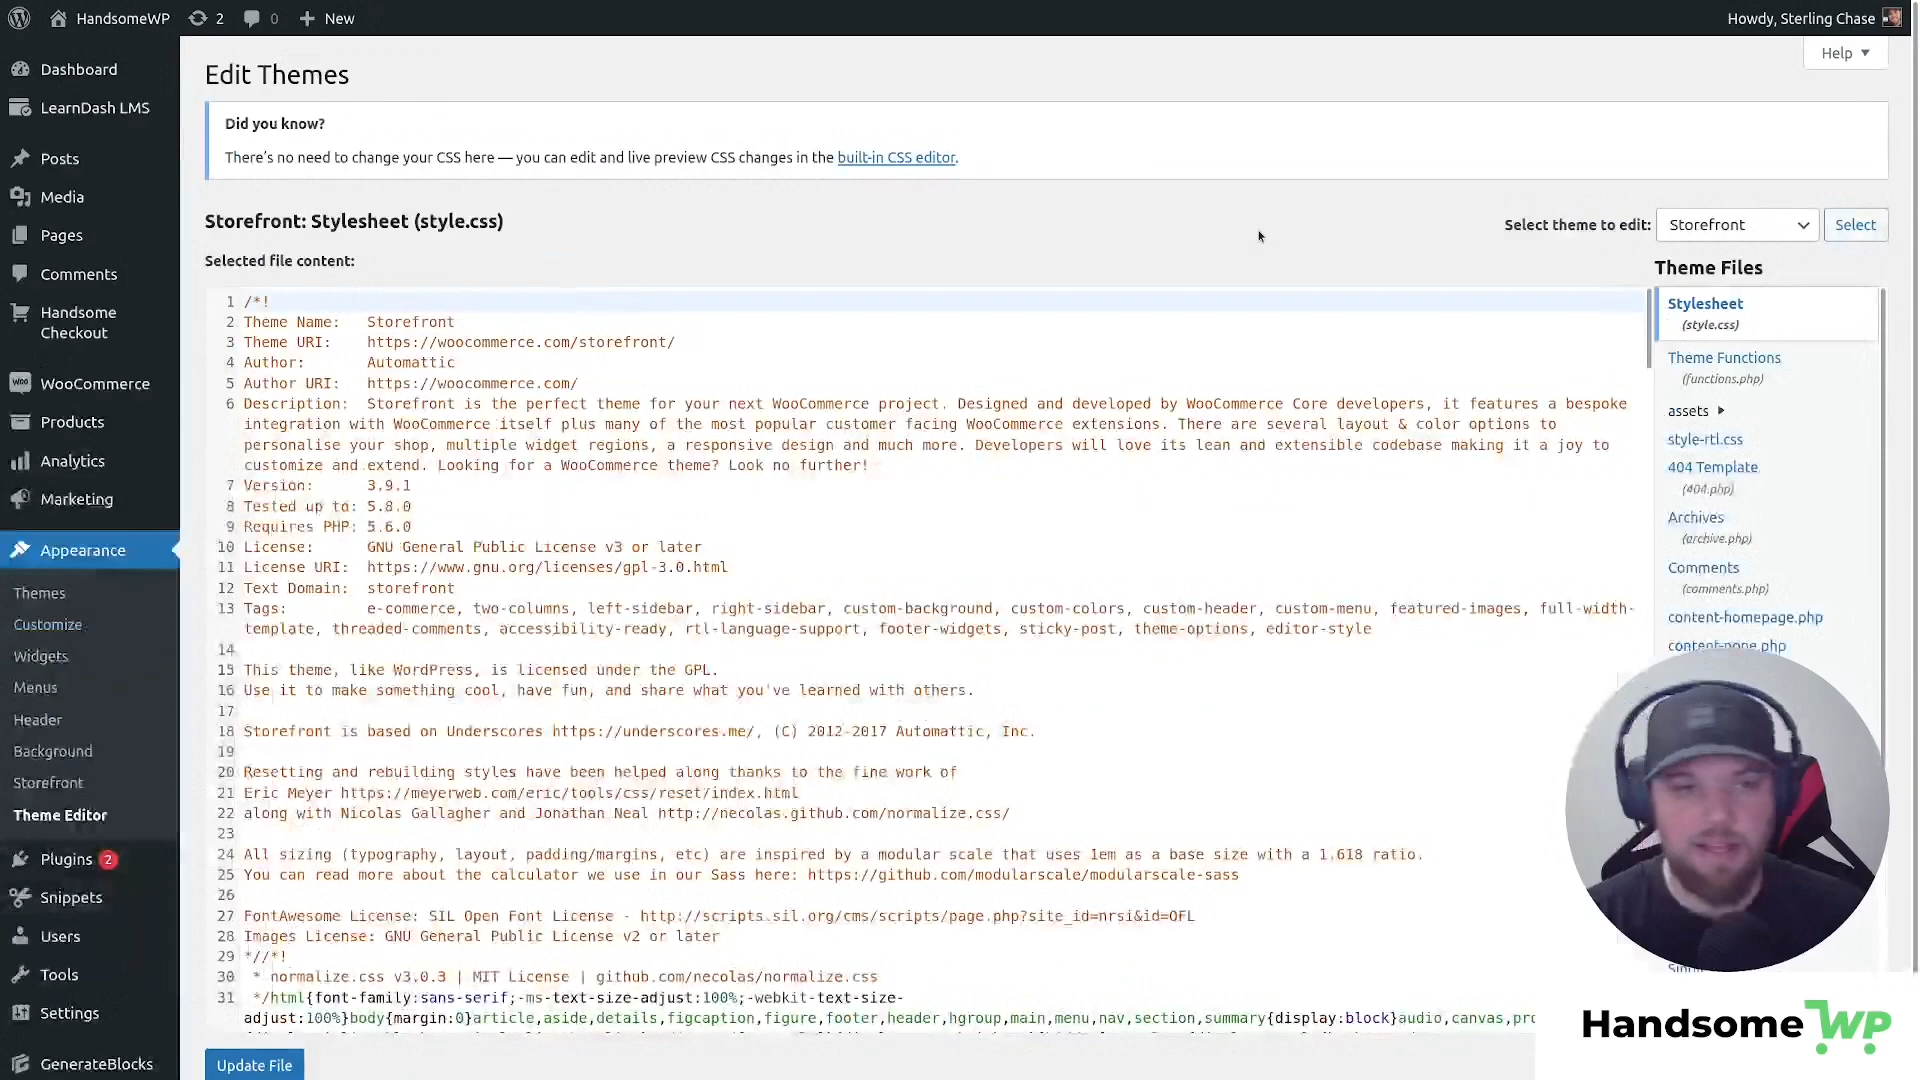 HandsomeWP
2
0
New
Howdy, Sterling Chase
Help
Dashboard
LearnDash LMS
Posts
Media
Pages
Comments
Handsome
Checkout
WooCommerce
Products
Analytics
Marketing
Appearance
Themes
Customize
Widgets
Menus
Header
Background
Storefront
Theme Editor
Plugins 2
Snippets
Users
Tools
Settings
GenerateBlocks
Edit Themes
Did you know?
There's no need to change your CSS here — you can edit and live preview CSS changes in the built-in CSS editor.
Storefront: Stylesheet (style.css)
Select theme to edit: Storefront Select
Selected file content:
1 /*!
2 Theme Name: Storefront
3 Theme URI: https://woocommerce.com/storefront/
4 Author: Automattic
5 Author URI: https://woocommerce.com/
6 Description: Storefront is the perfect theme for your next WooCommerce project. Designed and developed by WooCommerce Core developers, it features a bespoke
integration with WooCommerce itself plus many of the most popular customer facing WooCommerce extensions. There are several layout & color options to
personalise your shop, multiple widget regions, a responsive design and much more. Developers will love its lean and extensible codebase making it a joy to
customize and extend. Looking for a WooCommerce theme? Look no further!
7 Version: 3.9.1
8 Tested up to: 5.8.0
9 Requires PHP: 5.6.0
10 License: GNU General Public License v3 or later
11 License URI: https://www.gnu.org/licenses/gpl-3.0.html
12 Text Domain: storefront
13 Tags: e-commerce, two-columns, left-sidebar, right-sidebar, custom-background, custom-colors, custom-header, custom-menu, featured-images, full-width-
template, threaded-comments, accessibility-ready, rtl-language-support, footer-widgets, sticky-post, theme-options, editor-style
14
15 This theme, like WordPress, is licensed under the GPL.
16 Use it to make something cool, have fun, and share what you've learned with others.
17
18 Storefront is based on Underscores https://underscores.me/, (C) 2012-2017 Automattic, Inc.
19
20 Resetting and rebuilding styles have been helped along thanks to the fine work of
21 Eric Meyer https://meyerweb.com/eric/tools/css/reset/index.html
22 along with Nicolas Gallagher and Jonathan Neal http://necolas.github.com/normalize.css/
23
24 All sizing (typography, layout, padding/margins, etc) are inspired by a modular scale that uses 1em as a base size with a 1.618 ratio.
25 You can read more about the calculator we use in our Sass here: https://github.com/modularscale/modularscale-sass
26
27 FontAwesome License: SIL Open Font License - http://scripts.sil.org/cms/scripts/page.php?site_id=nrsi&id=OFL
28 Images License: GNU General Public License v2 or later
29 *//*!
30 * normalize.css v3.0.3 | MIT License | github.com/necolas/normalize.css
31 */html{font-family:sans-serif;-ms-text-size-adjust:100%;-webkit-text-size-
adjust:100%}body{margin:0}article,aside,details,figcaption,figure,footer,header,hgroup,main,menu,nav,section,summary{display:block}audio,canvas,pro
Update File
Theme Files
Stylesheet
(style.css)
Theme Functions
(functions.php)
assets
style-rtl.css
404 Template
(404.php)
Archives
(archive.php)
Comments
(comments.php)
content-homepage.php
content-page.php
HandsomeWP